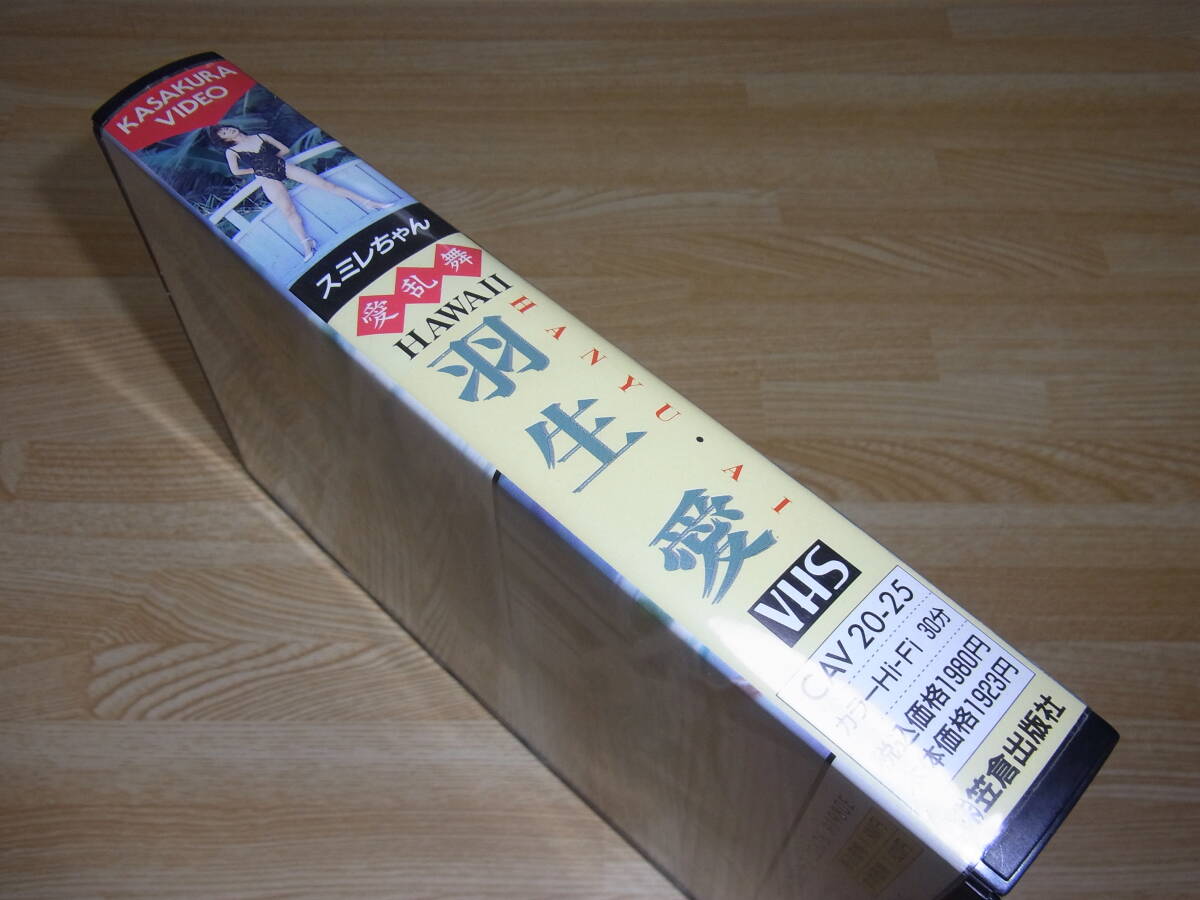 KASAKURA
VIDEO
スミレちゃん
愛乱舞
HAWAII
羽生愛
HANYU・AI
VHS
CAV 20-25
カラーHi-Fi 30分
税込価格1980円
本価格1923円
笠倉出版社